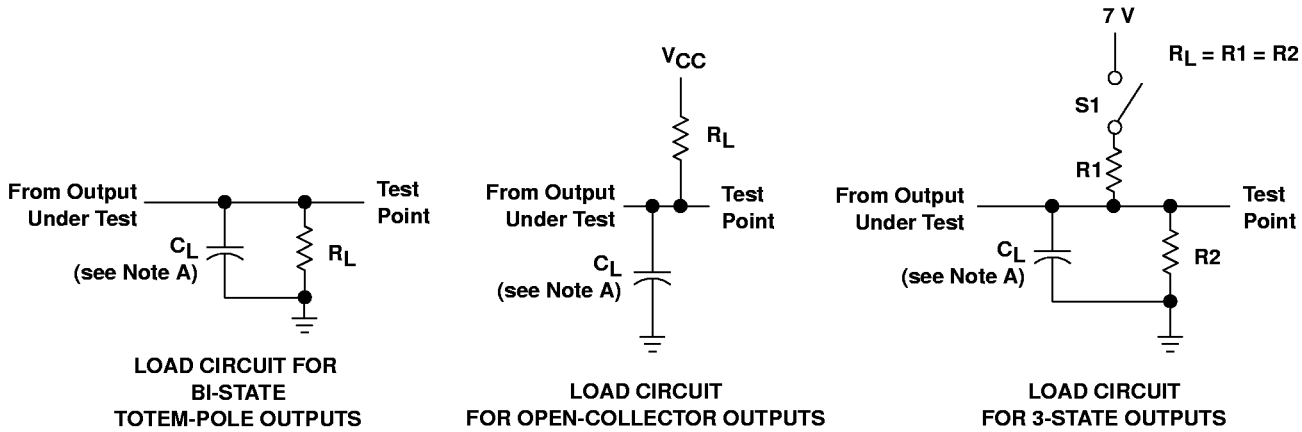 From Output
Under Test
Test
Point
CL
(see Note A)
RL
LOAD CIRCUIT FOR
BI-STATE
TOTEM-POLE OUTPUTS
VCC
RL
From Output
Under Test
Test
Point
CL
(see Note A)
LOAD CIRCUIT
FOR OPEN-COLLECTOR OUTPUTS
7 V
RL = R1 = R2
S1
R1
From Output
Under Test
Test
Point
CL
(see Note A)
R2
LOAD CIRCUIT
FOR 3-STATE OUTPUTS